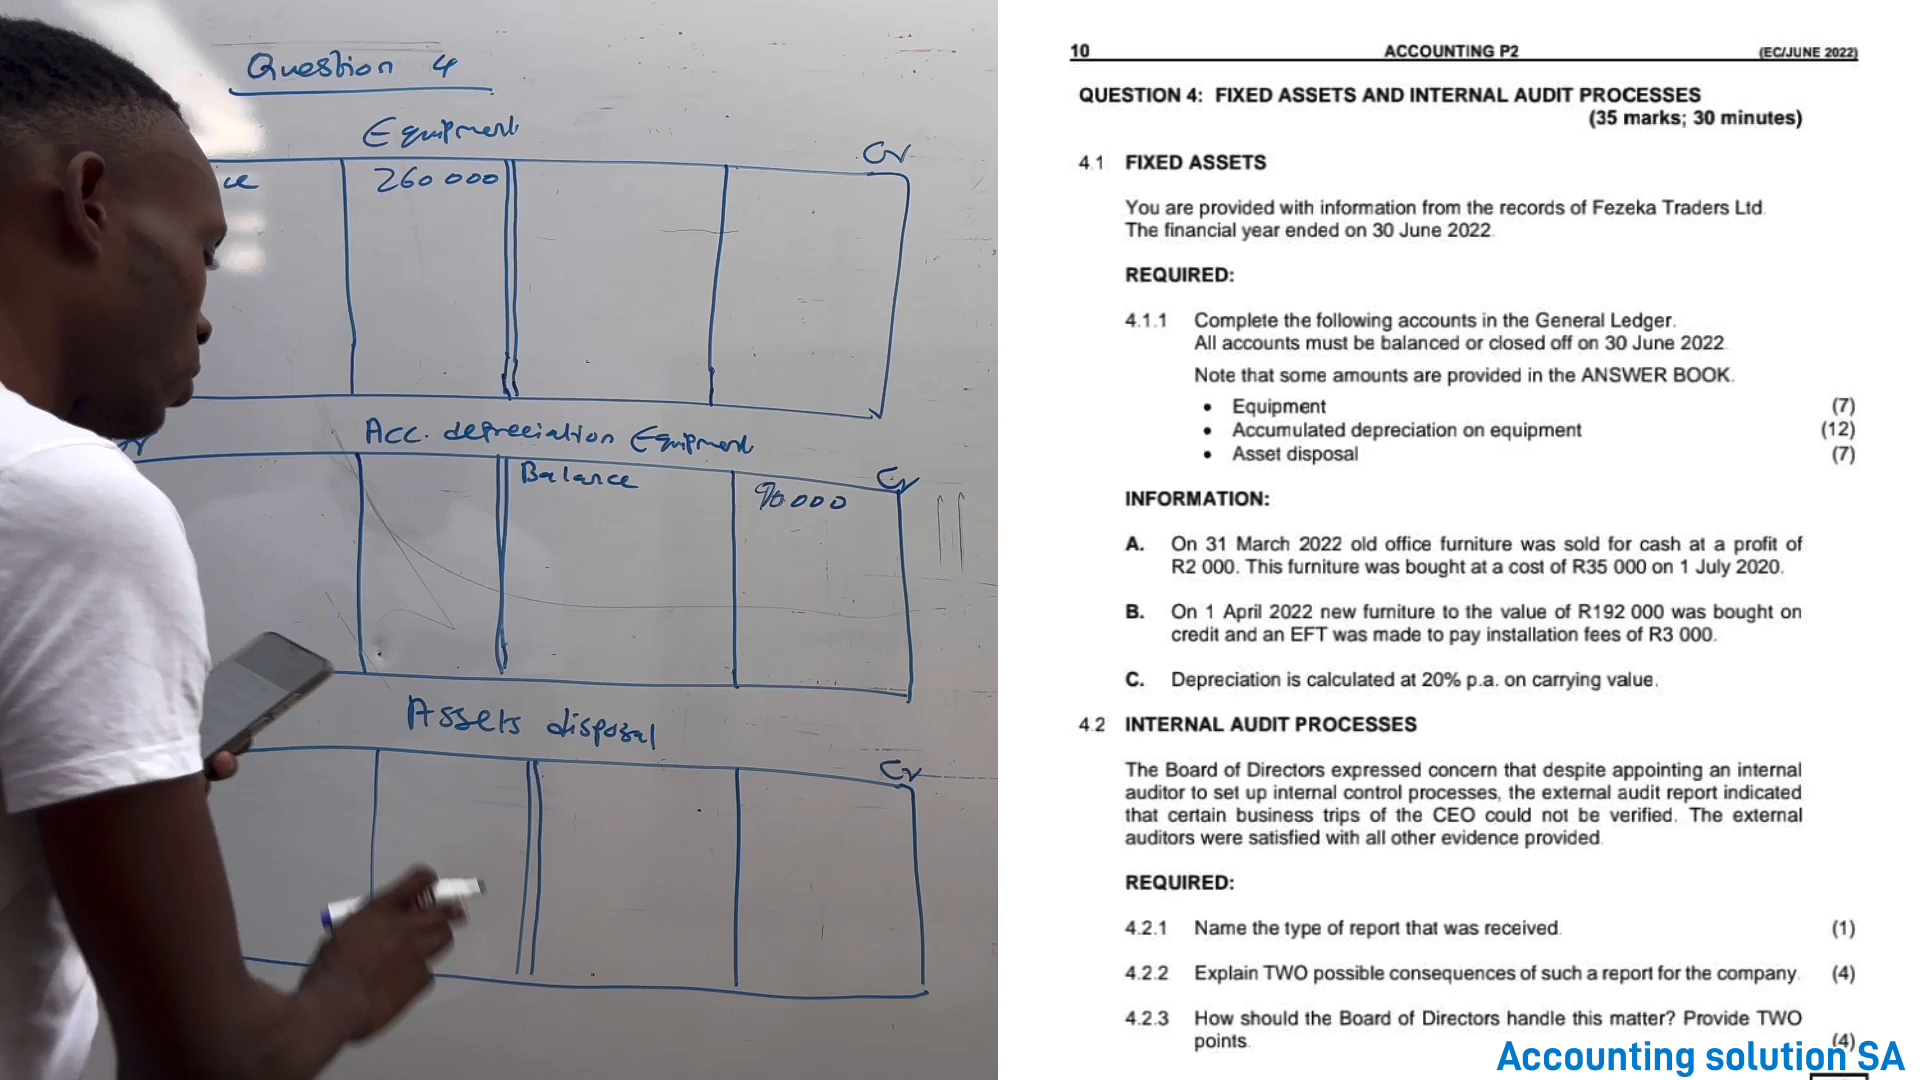 Question 4
Equipment
Cr
260 000
Acc. depreciation Equipment
Cr
Balance
90 000
Assets disposal
Cr
10 ACCOUNTING P2 (EC/JUNE 2022)
QUESTION 4: FIXED ASSETS AND INTERNAL AUDIT PROCESSES
(35 marks; 30 minutes)
4.1 FIXED ASSETS
You are provided with information from the records of Fezeka Traders Ltd.
The financial year ended on 30 June 2022.
REQUIRED:
4.1.1 Complete the following accounts in the General Ledger.
All accounts must be balanced or closed off on 30 June 2022.
Note that some amounts are provided in the ANSWER BOOK.
• Equipment (7)
• Accumulated depreciation on equipment (12)
• Asset disposal (7)
INFORMATION:
A. On 31 March 2022 old office furniture was sold for cash at a profit of
R2 000. This furniture was bought at a cost of R35 000 on 1 July 2020.
B. On 1 April 2022 new furniture to the value of R192 000 was bought on
credit and an EFT was made to pay installation fees of R3 000.
C. Depreciation is calculated at 20% p.a. on carrying value.
4.2 INTERNAL AUDIT PROCESSES
The Board of Directors expressed concern that despite appointing an internal
auditor to set up internal control processes, the external audit report indicated
that certain business trips of the CEO could not be verified. The external
auditors were satisfied with all other evidence provided.
REQUIRED:
4.2.1 Name the type of report that was received. (1)
4.2.2 Explain TWO possible consequences of such a report for the company. (4)
4.2.3 How should the Board of Directors handle this matter? Provide TWO
points. (4)
Accounting solution SA